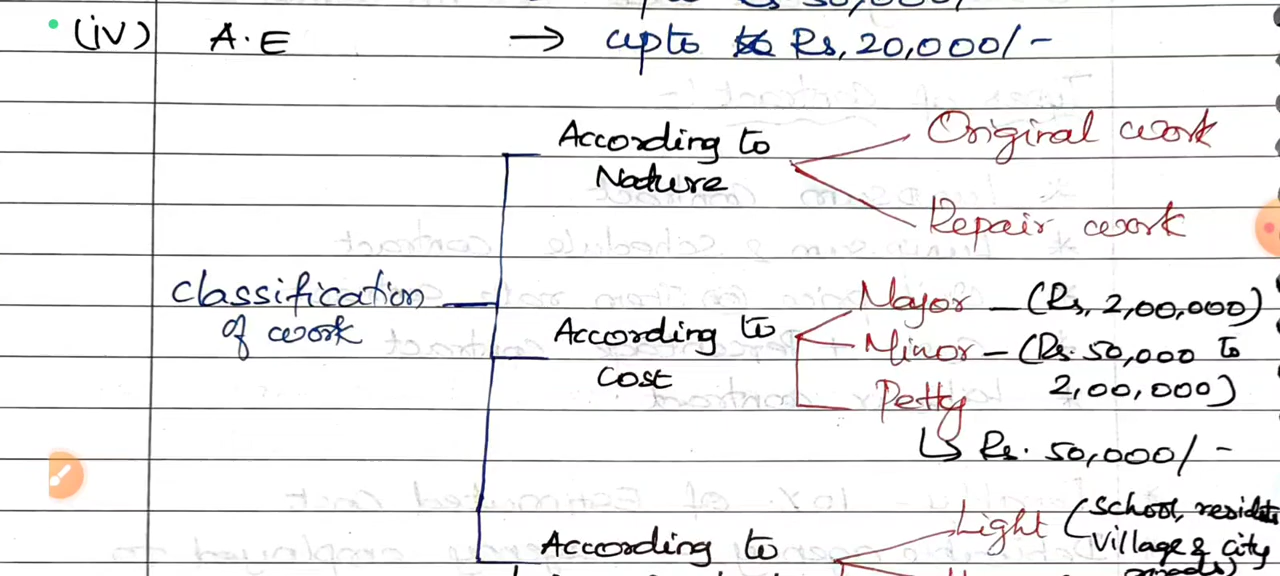 (iv) A.E → upto Rs, 20,000/-
According to
Nature
Original work
Repair work
Classification
of work
According to
cost
Major - (Rs, 2,00,000)
Minor - (Rs. 50,000 To
2,00,000)
Petty
↳ Rs. 50,000/-
According to
Light (School,
village & city